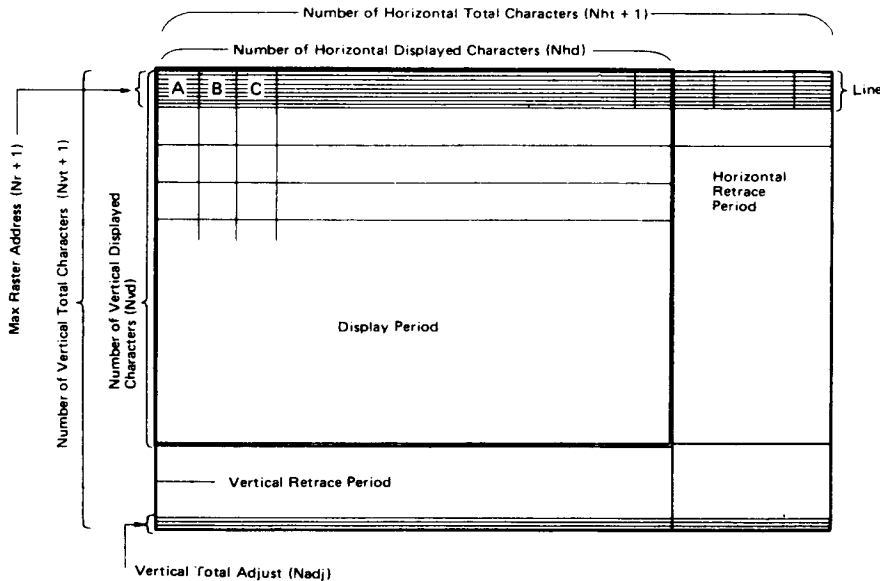 Number of Horizontal Total Characters (Nht + 1)
Number of Horizontal Displayed Characters (Nhd)
A B C
Line
Max Raster Address (Nr + 1)
Number of Vertical Total Characters (Nvt + 1)
Number of Vertical Displayed
Characters (Nvd)
Horizontal
Retrace
Period
Display Period
Vertical Retrace Period
Vertical Total Adjust (Nadj)